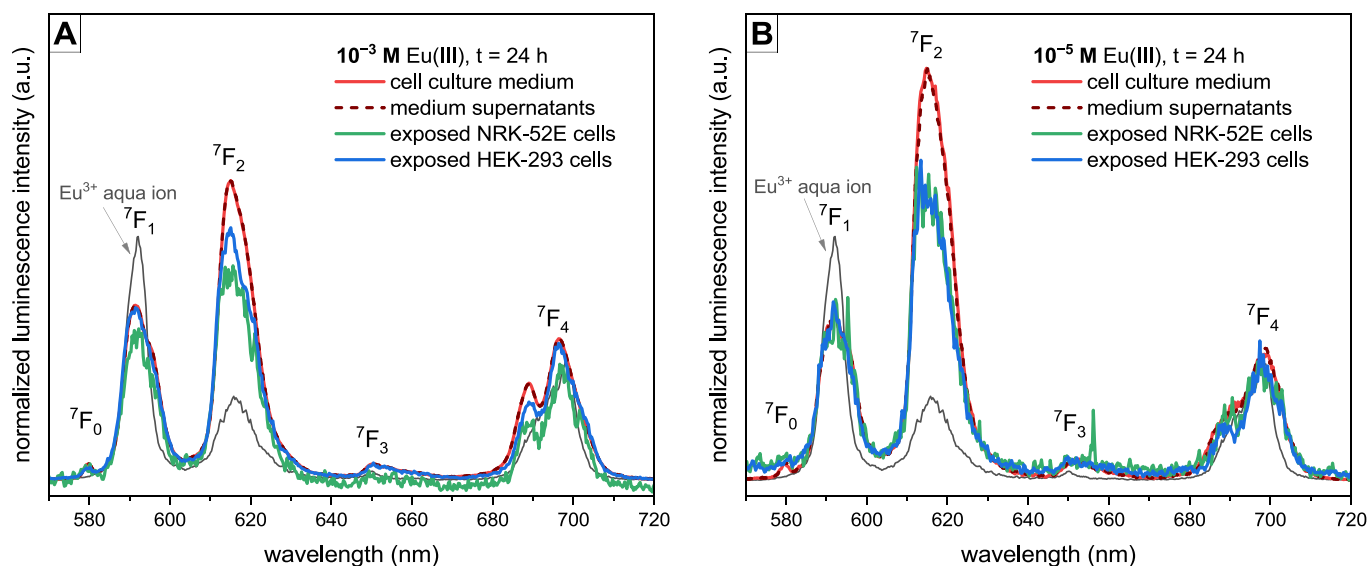 A
10⁻³ M Eu(III), t = 24 h
cell culture medium
medium supernatants
exposed NRK-52E cells
exposed HEK-293 cells
Eu³⁺ aqua ion
⁷F₀
⁷F₁
⁷F₂
⁷F₃
⁷F₄
normalized luminescence intensity (a.u.)
580 600 620 640 660 680 700 720
wavelength (nm)
B
10⁻⁵ M Eu(III), t = 24 h
cell culture medium
medium supernatants
exposed NRK-52E cells
exposed HEK-293 cells
Eu³⁺ aqua ion
⁷F₀
⁷F₁
⁷F₂
⁷F₃
⁷F₄
normalized luminescence intensity (a.u.)
580 600 620 640 660 680 700 720
wavelength (nm)